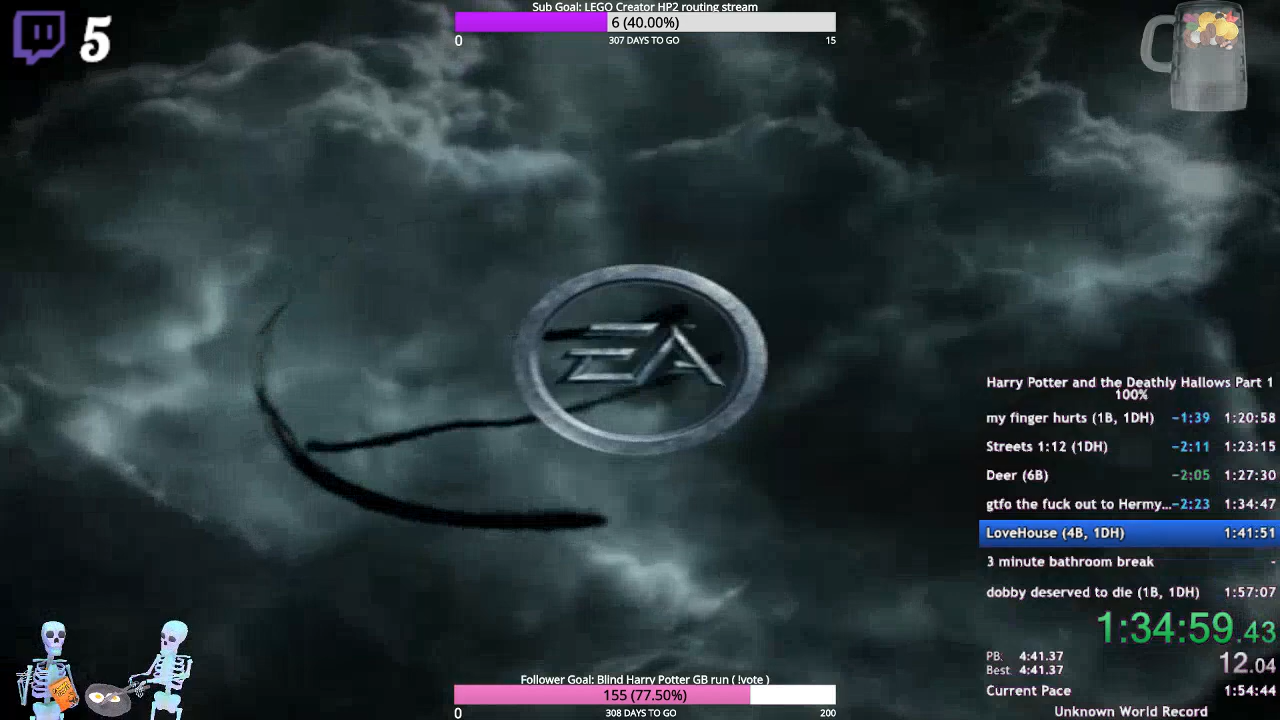 5
Sub Goal: LEGO Creator HP2 routing stream
6 (40.00%)
0
307 DAYS TO GO
15
EA
Harry Potter and the Deathly Hallows Part 1
100%
my finger hurts (1B, 1DH) -1:39 1:20:58
Streets 1:12 (1DH) -2:11 1:23:15
Deer (6B) -2:05 1:27:30
gtfo the fuck out to Hermy... -2:23 1:34:47
LoveHouse (4B, 1DH) 1:41:51
3 minute bathroom break -
dobby deserved to die (1B, 1DH) 1:57:07
1:34:59.43
PB. 4:41.37
Best. 4:41.37
12.04
Current Pace 1:54:44
Unknown World Record
Follower Goal: Blind Harry Potter GB run ( !vote )
155 (77.50%)
0
308 DAYS TO GO
200